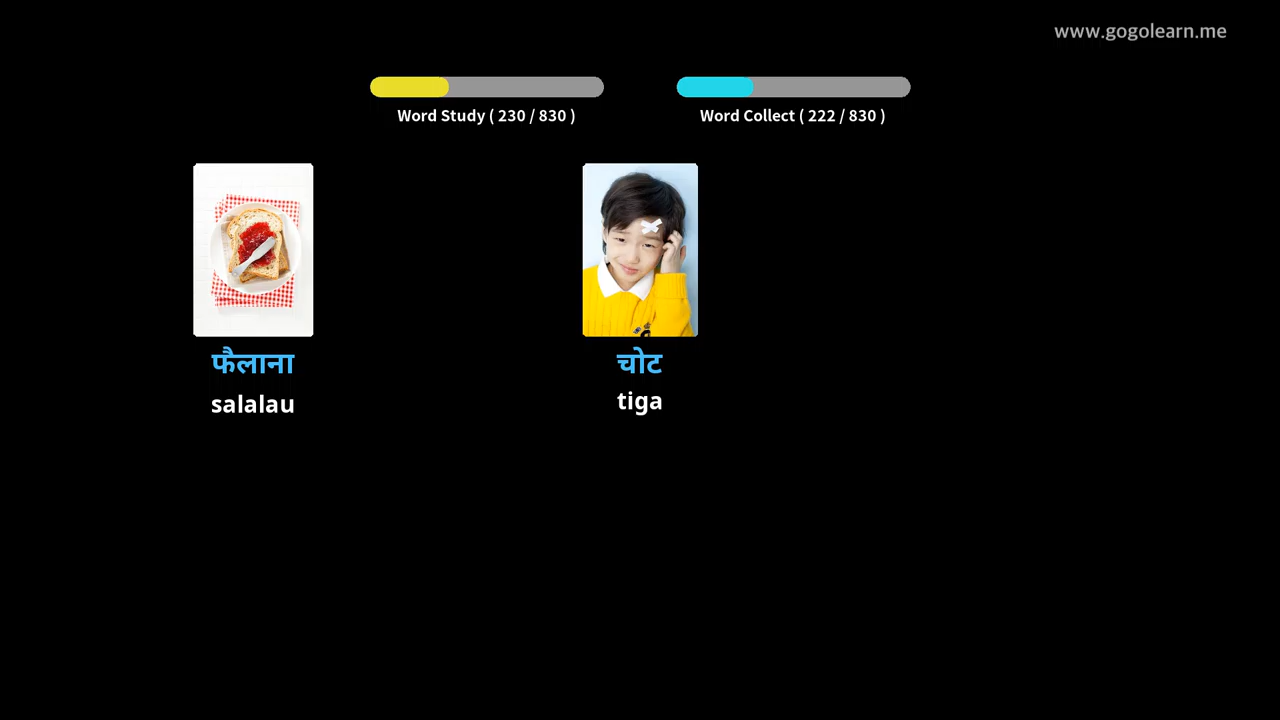 www.gogolearn.me
Word Study ( 230 / 830 )
Word Collect ( 222 / 830 )
फैलाना
चोट
salalau
tiga